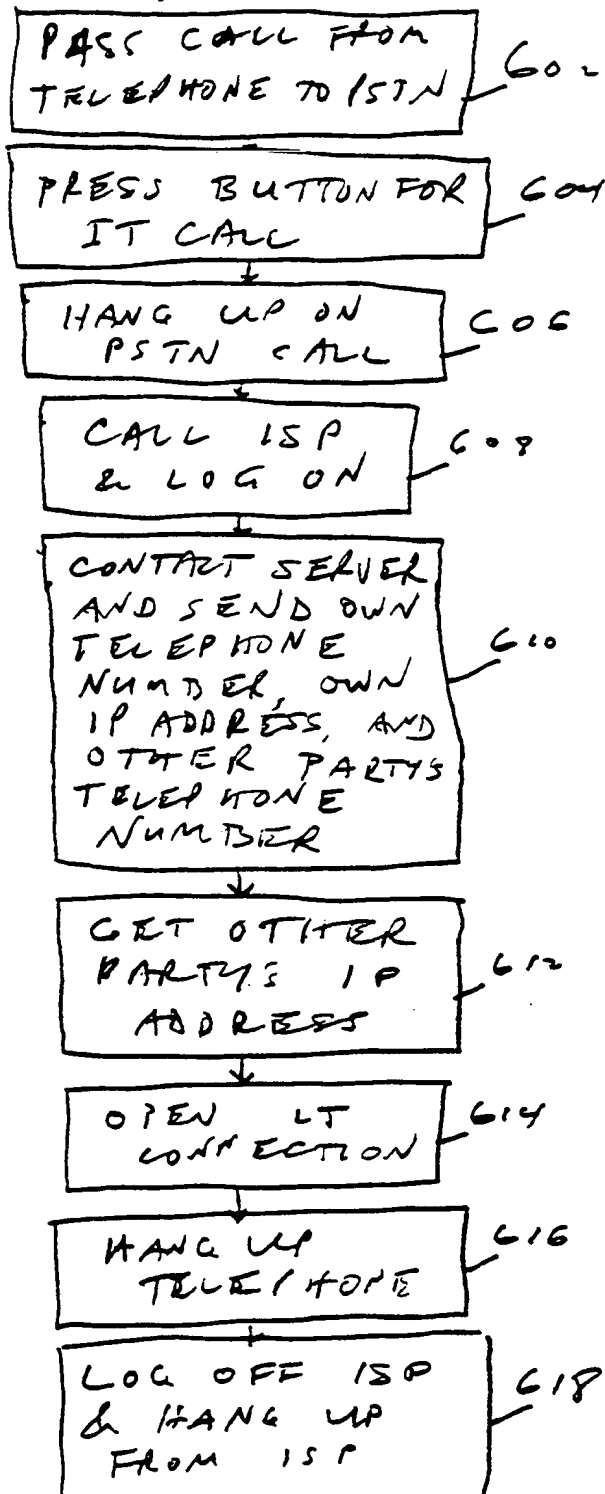 PASS CALL FROM
TELEPHONE TO PSTN
602
PRESS BUTTON FOR
IT CALL
604
HANG UP ON
PSTN CALL
606
CALL ISP
& LOG ON
608
CONTACT SERVER
AND SEND OWN
TELEPHONE
NUMBER, OWN
IP ADDRESS, AND
OTHER PARTY'S
TELEPHONE
NUMBER
610
GET OTHER
PARTY'S IP
ADDRESS
612
OPEN IT
CONNECTION
614
HANG UP
TELEPHONE
616
LOG OFF ISP
& HANG UP
FROM ISP
618